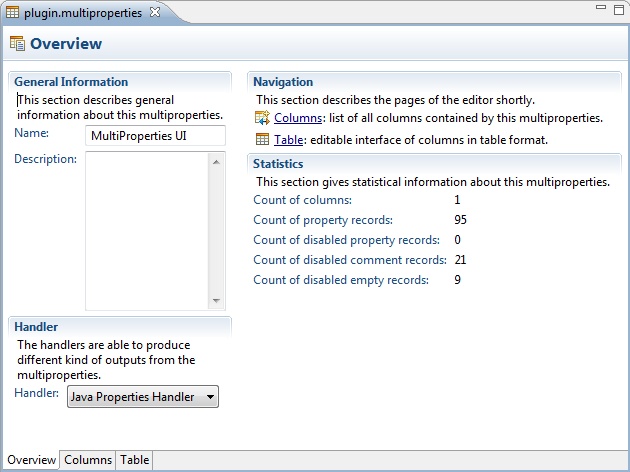 plugin.multiproperties
Overview
General Information
This section describes general
information about this multiproperties.
Name: MultiProperties UI
Description:
Handler
The handlers are able to produce
different kind of outputs from the
multiproperties.
Handler: Java Properties Handler
Navigation
This section describes the pages of the editor shortly.
Columns: list of all columns contained by this multiproperties.
Table: editable interface of columns in table format.
Statistics
This section gives statistical information about this multiproperties.
Count of columns: 1
Count of property records: 95
Count of disabled property records: 0
Count of disabled comment records: 21
Count of disabled empty records: 9
Overview Columns Table